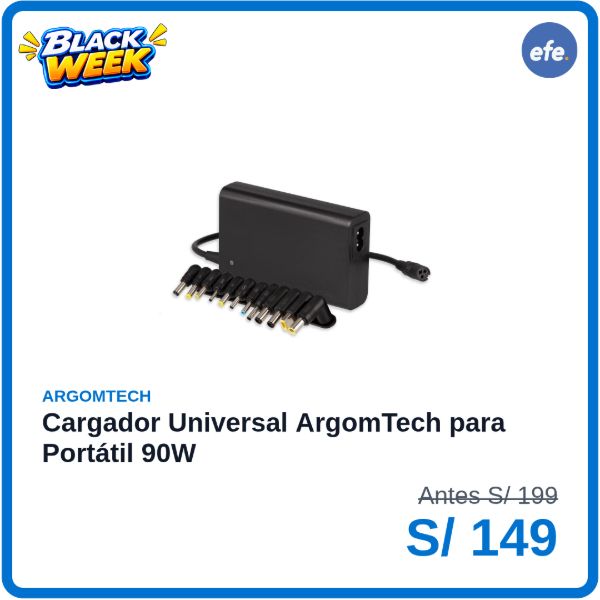 BLACK
WEEK
efe.
ARGOMTECH
Cargador Universal ArgomTech para
Portátil 90W
Antes S/ 199
S/ 149